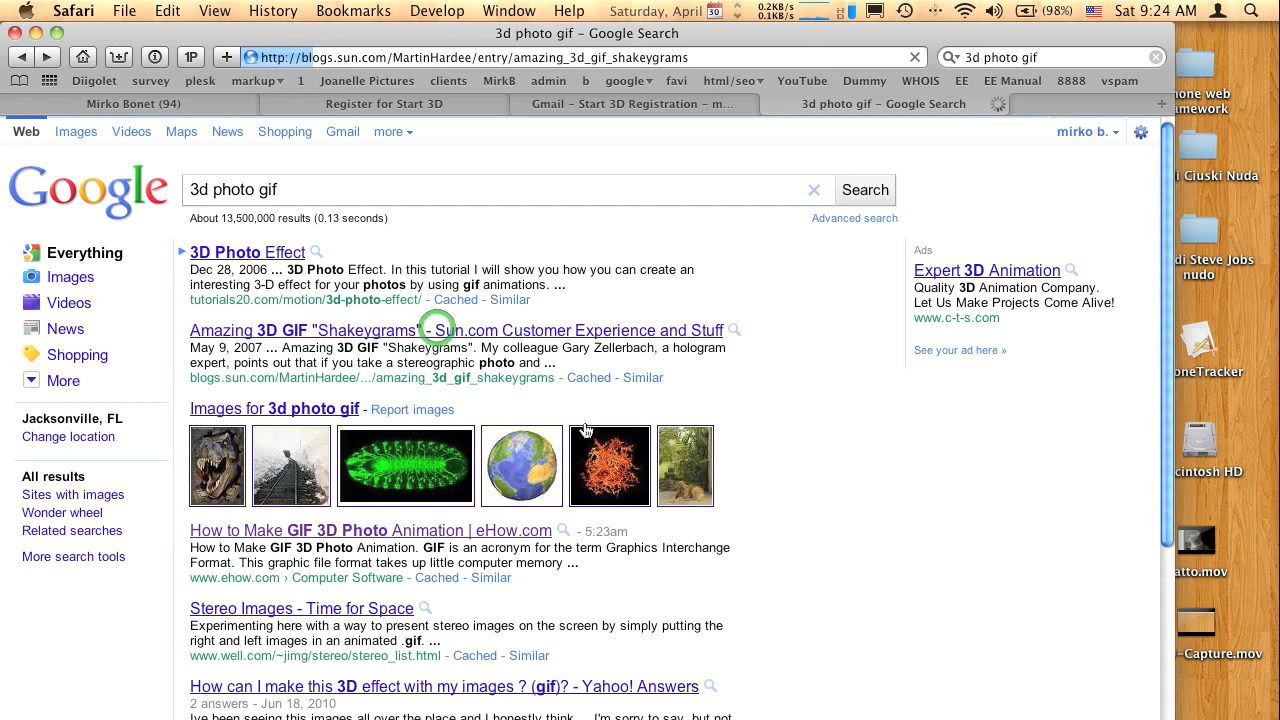 Safari File Edit View History Bookmarks Develop Window Help Saturday, April 0.2KB/s 0.1KB/s (98%) Sat 9:24 AM
3d photo gif – Google Search
http://blogs.sun.com/MartinHardee/entry/amazing_3d_gif_shakeygrams 3d photo gif
Diigolet survey plesk markup 1 Joanelle Pictures clients MirkB admin b google favi html/seo YouTube Dummy WHOIS EE EE Manual 8888 vspam
Mirko Bonet (94) Register for Start 3D Gmail – Start 3D Registration – m... 3d photo gif – Google Search
Web Images Videos Maps News Shopping Gmail more mirko b.
Google 3d photo gif Search
About 13,500,000 results (0.13 seconds) Advanced search
Everything
Images
Videos
News
Shopping
More
Jacksonville, FL
Change location
All results
Sites with images
Wonder wheel
Related searches
More search tools
3D Photo Effect
Dec 28, 2006 ... 3D Photo Effect. In this tutorial I will show you how you can create an
interesting 3-D effect for your photos by using gif animations. ...
tutorials20.com/motion/3d-photo-effect/ - Cached - Similar
Amazing 3D GIF "Shakeygrams" - Sun.com Customer Experience and Stuff
May 9, 2007 ... Amazing 3D GIF "Shakeygrams". My colleague Gary Zellerbach, a hologram
expert, points out that if you take a stereographic photo and ...
blogs.sun.com/MartinHardee/.../amazing_3d_gif_shakeygrams - Cached - Similar
Images for 3d photo gif - Report images
How to Make GIF 3D Photo Animation | eHow.com - 5:23am
How to Make GIF 3D Photo Animation. GIF is an acronym for the term Graphics Interchange
Format. This graphic file format takes up little computer memory ...
www.ehow.com › Computer Software - Cached - Similar
Stereo Images - Time for Space
Experimenting here with a way to present stereo images on the screen by simply putting the
right and left images in an animated .gif. ...
www.well.com/~jimg/stereo/stereo_list.html - Cached - Similar
How can I make this 3D effect with my images ? (gif)? - Yahoo! Answers
2 answers - Jun 18, 2010
Ive been seeing this images all over the place and I honestly think ... I'm sorry to say, but not
Ads
Expert 3D Animation
Quality 3D Animation Company.
Let Us Make Projects Come Alive!
www.c-t-s.com
See your ad here »
one web
mework
i Ciuski Nuda
di Steve Jobs
nudo
oneTracker
cintosh HD
atto.mov
-Capture.mov